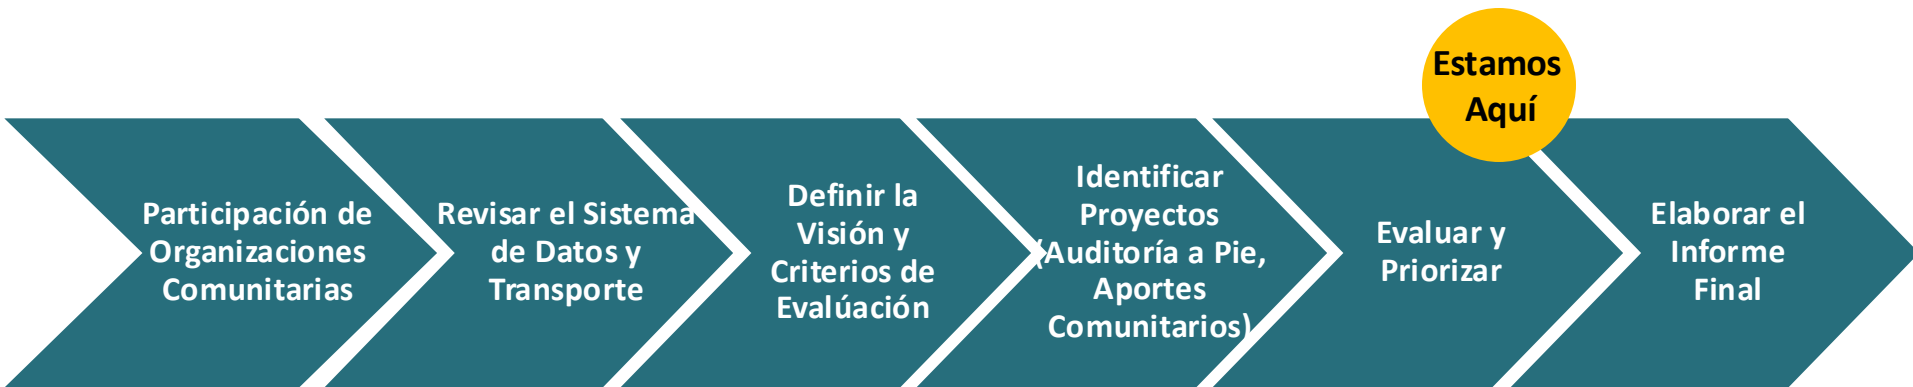 Estamos
Aquí
Participación de
Organizaciones
Comunitarias
Revisar el Sistema
de Datos y
Transporte
Definir la
Visión y
Criterios de
Evalúación
Identificar
Proyectos
(Auditoría a Pie,
Aportes
Comunitarios)
Evaluar y
Priorizar
Elaborar el
Informe
Final